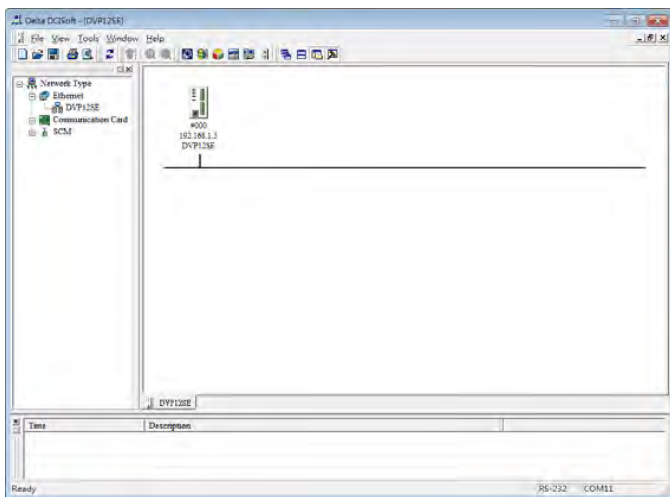 Delta DCISoft - [DVP12SE]
File View Tools Window Help
Network Type
Ethernet
DVP12SE
Communication Card
SCM
#000
192.168.1.5
DVP12SE
DVP12SE
Time Description
Ready RS-232 COM11